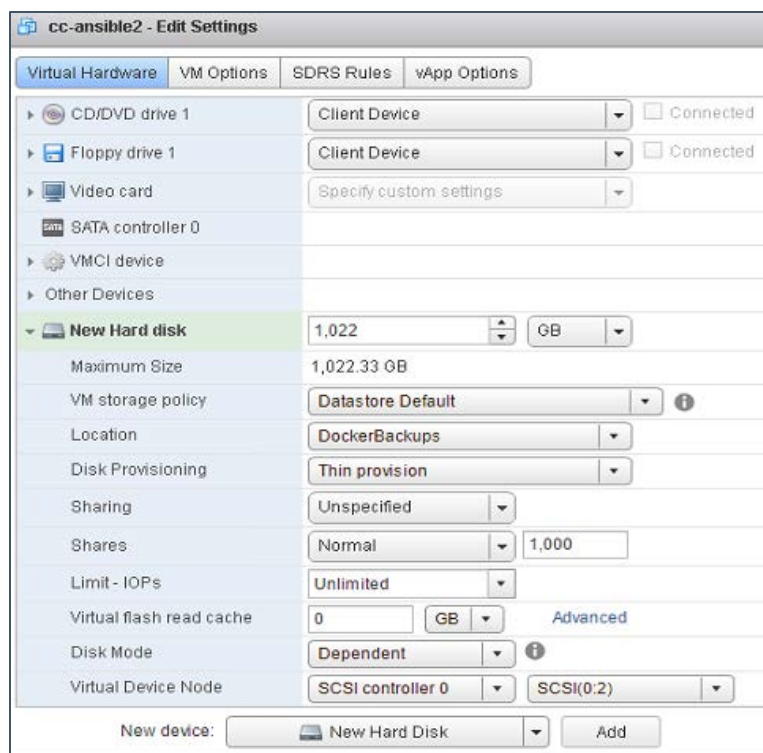 cc-ansible2 - Edit Settings
Virtual Hardware VM Options SDRS Rules vApp Options
CD/DVD drive 1 Client Device Connected
Floppy drive 1 Client Device Connected
Video card Specify custom settings
SATA SATA controller 0
VMCI device
Other Devices
New Hard disk 1,022 GB
Maximum Size 1,022.33 GB
VM storage policy Datastore Default
Location DockerBackups
Disk Provisioning Thin provision
Sharing Unspecified
Shares Normal 1,000
Limit - IOPs Unlimited
Virtual flash read cache 0 GB Advanced
Disk Mode Dependent
Virtual Device Node SCSI controller 0 SCSI(0:2)
New device: New Hard Disk Add